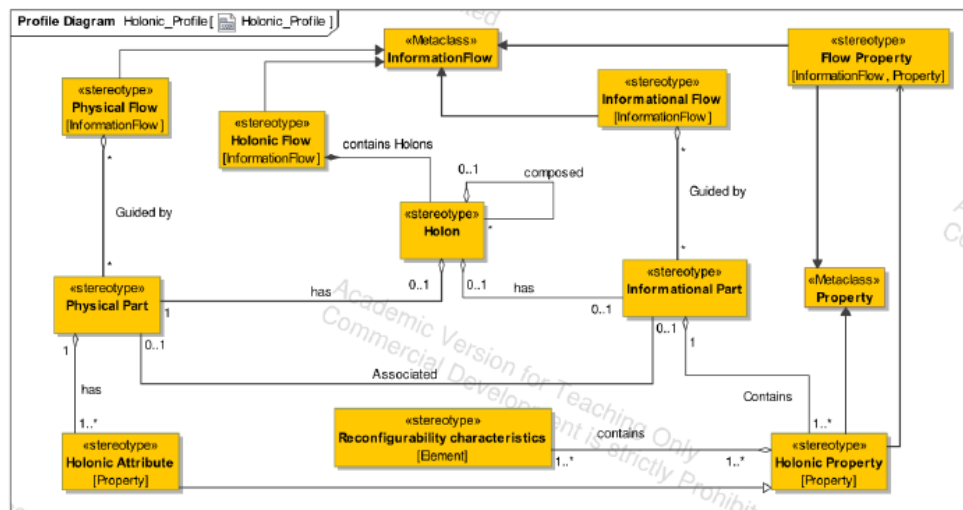 Profile Diagram Holonic_Profile [ Holonic_Profile ]
«Metaclass»
InformationFlow
«stereotype»
Flow Property
[InformationFlow , Property]
«stereotype»
Physical Flow
[InformationFlow]
«stereotype»
Informational Flow
[InformationFlow]
«stereotype»
Holonic Flow
[InformationFlow]
contains Holons
0..1
composed
*
*
Guided by
*
Guided by
*
«stereotype»
Holon
*
«stereotype»
Physical Part
has
1
0..1
0..1
has
0..1
«stereotype»
Informational Part
«Metaclass»
Property
1
0..1
0..1
1
has
Associated
Contains
1..*
1..*
«stereotype»
Holonic Attribute
[Property]
«stereotype»
Reconfigurability characteristics
[Element]
contains
1..*
1..*
«stereotype»
Holonic Property
[Property]
Academic Version for Teaching Only
Commercial Development is strictly Prohibit